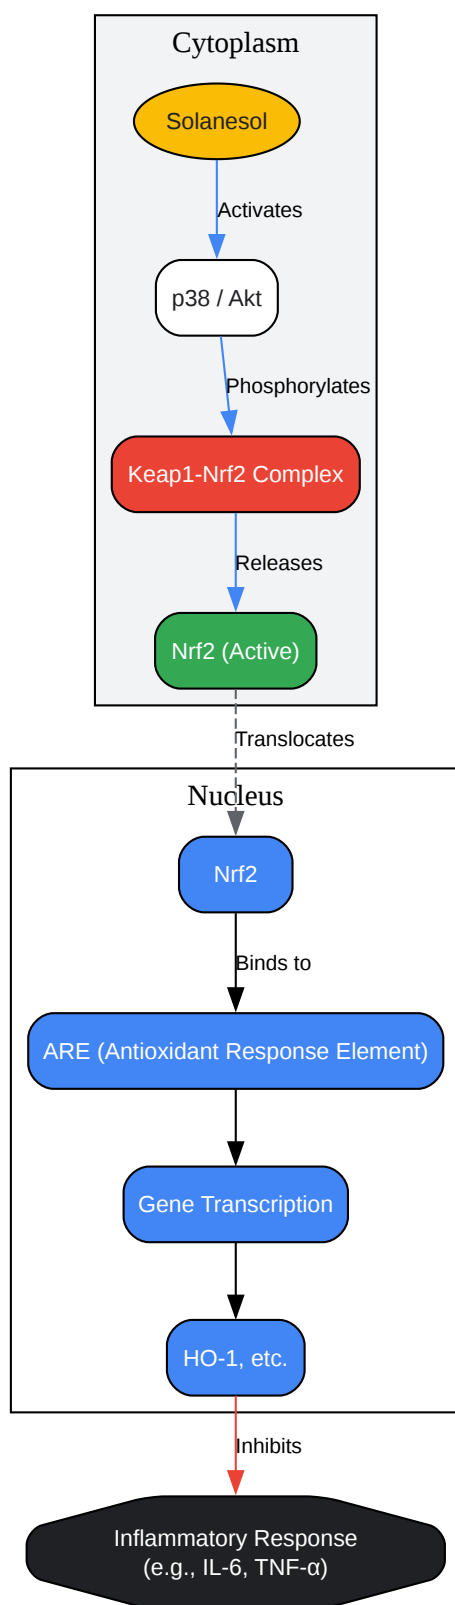 Cytoplasm
Solanesol
Activates
p38 / Akt
Phosphorylates
Keap1-Nrf2 Complex
Releases
Nrf2 (Active)
Translocates
Nucleus
Nrf2
Binds to
ARE (Antioxidant Response Element)
Gene Transcription
HO-1, etc.
Inhibits
Inflammatory Response
(e.g., IL-6, TNF-α)